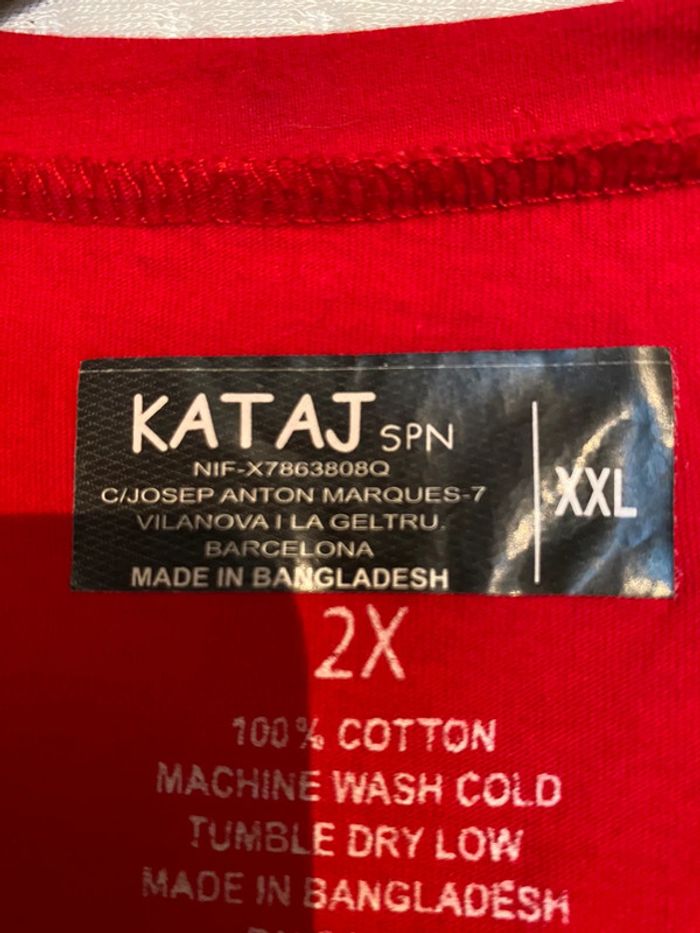 KATAJ SPN
NIF-X7863808Q
C/JOSEP ANTON MARQUES-7
VILANOVA I LA GELTRU.
BARCELONA
MADE IN BANGLADESH
XXL
2X
100% COTTON
MACHINE WASH COLD
TUMBLE DRY LOW
MADE IN BANGLADESH